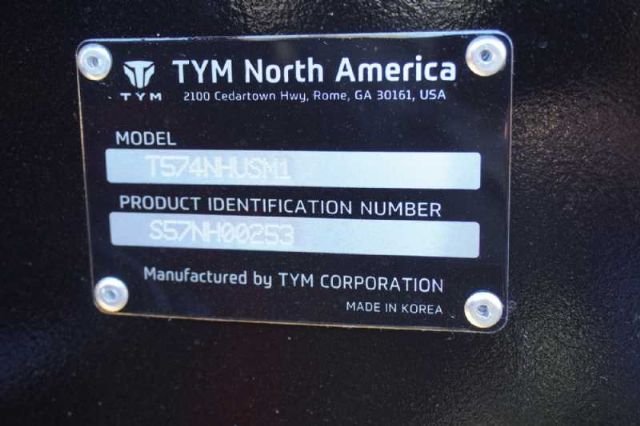 TYM
TYM North America
2100 Cedartown Hwy, Rome, GA 30161, USA
MODEL
T574NHUSM1
PRODUCT IDENTIFICATION NUMBER
S57NH00253
Manufactured by TYM CORPORATION
MADE IN KOREA